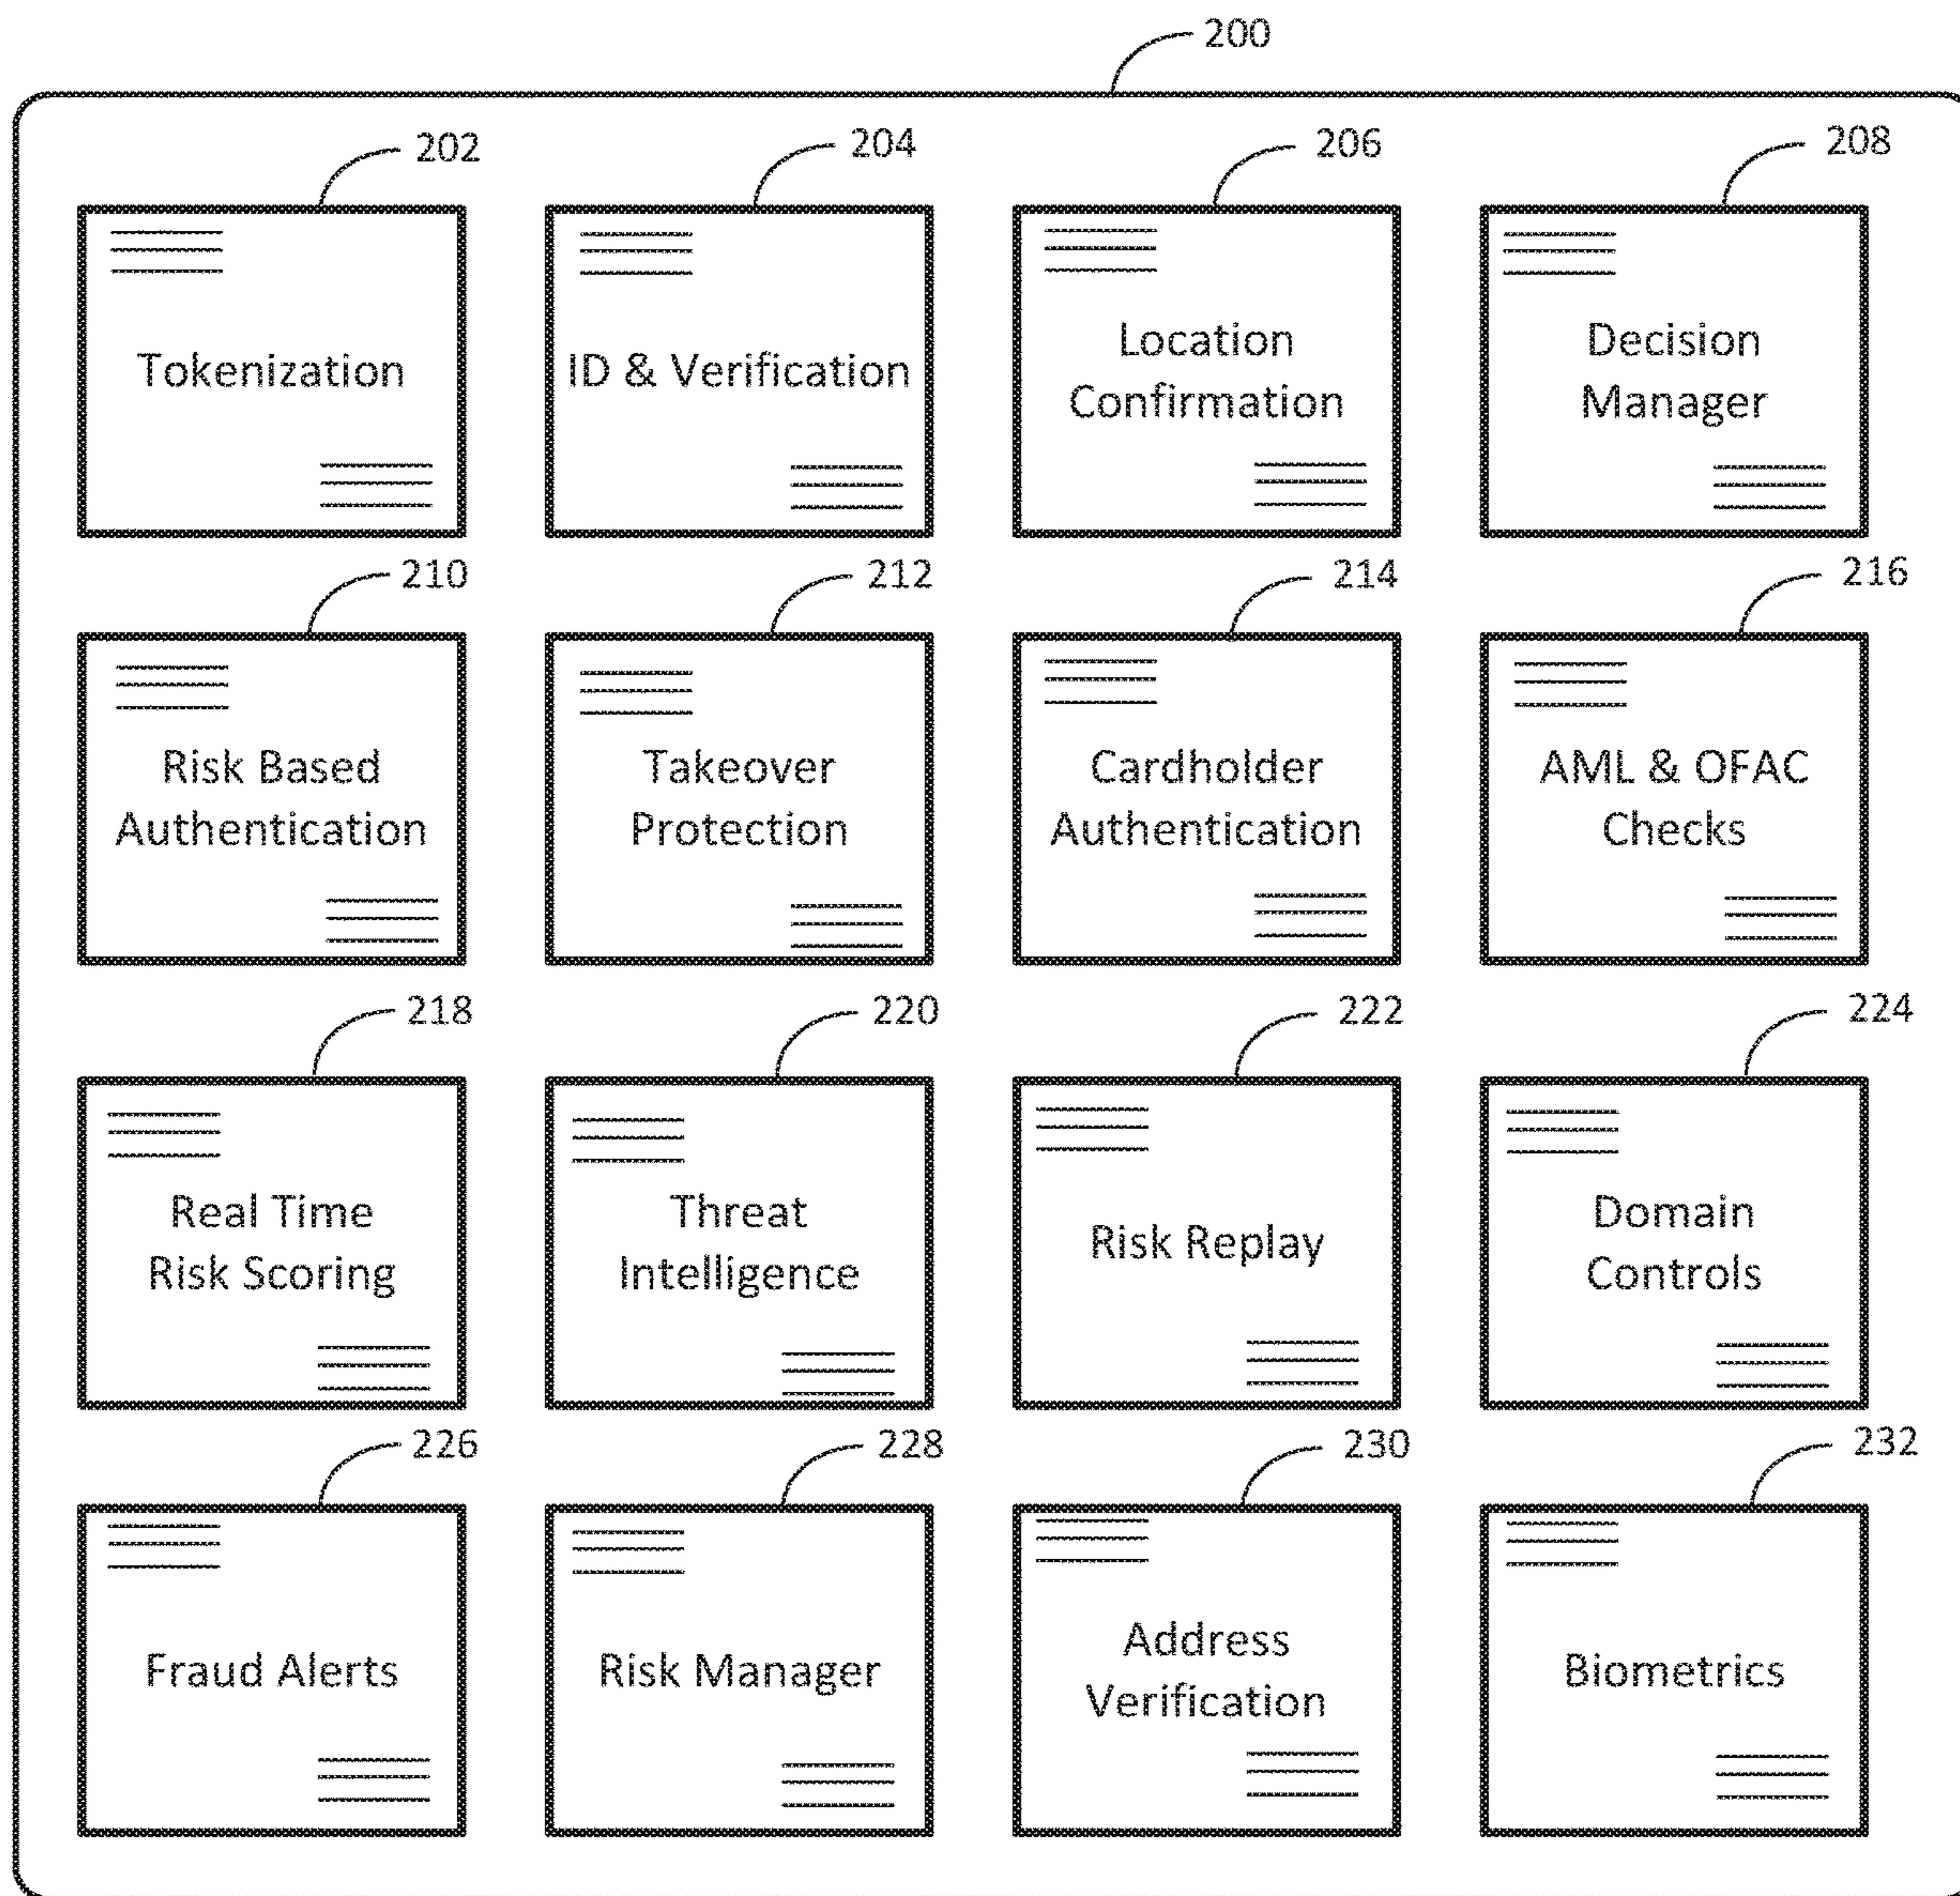 200
202
204
206
208
Tokenization
ID & Verification
Location
Confirmation
Decision
Manager
210
212
214
216
Risk Based
Authentication
Takeover
Protection
Cardholder
Authentication
AML & OFAC
Checks
218
220
222
224
Real Time
Risk Scoring
Threat
Intelligence
Risk Replay
Domain
Controls
226
228
230
232
Fraud Alerts
Risk Manager
Address
Verification
Biometrics